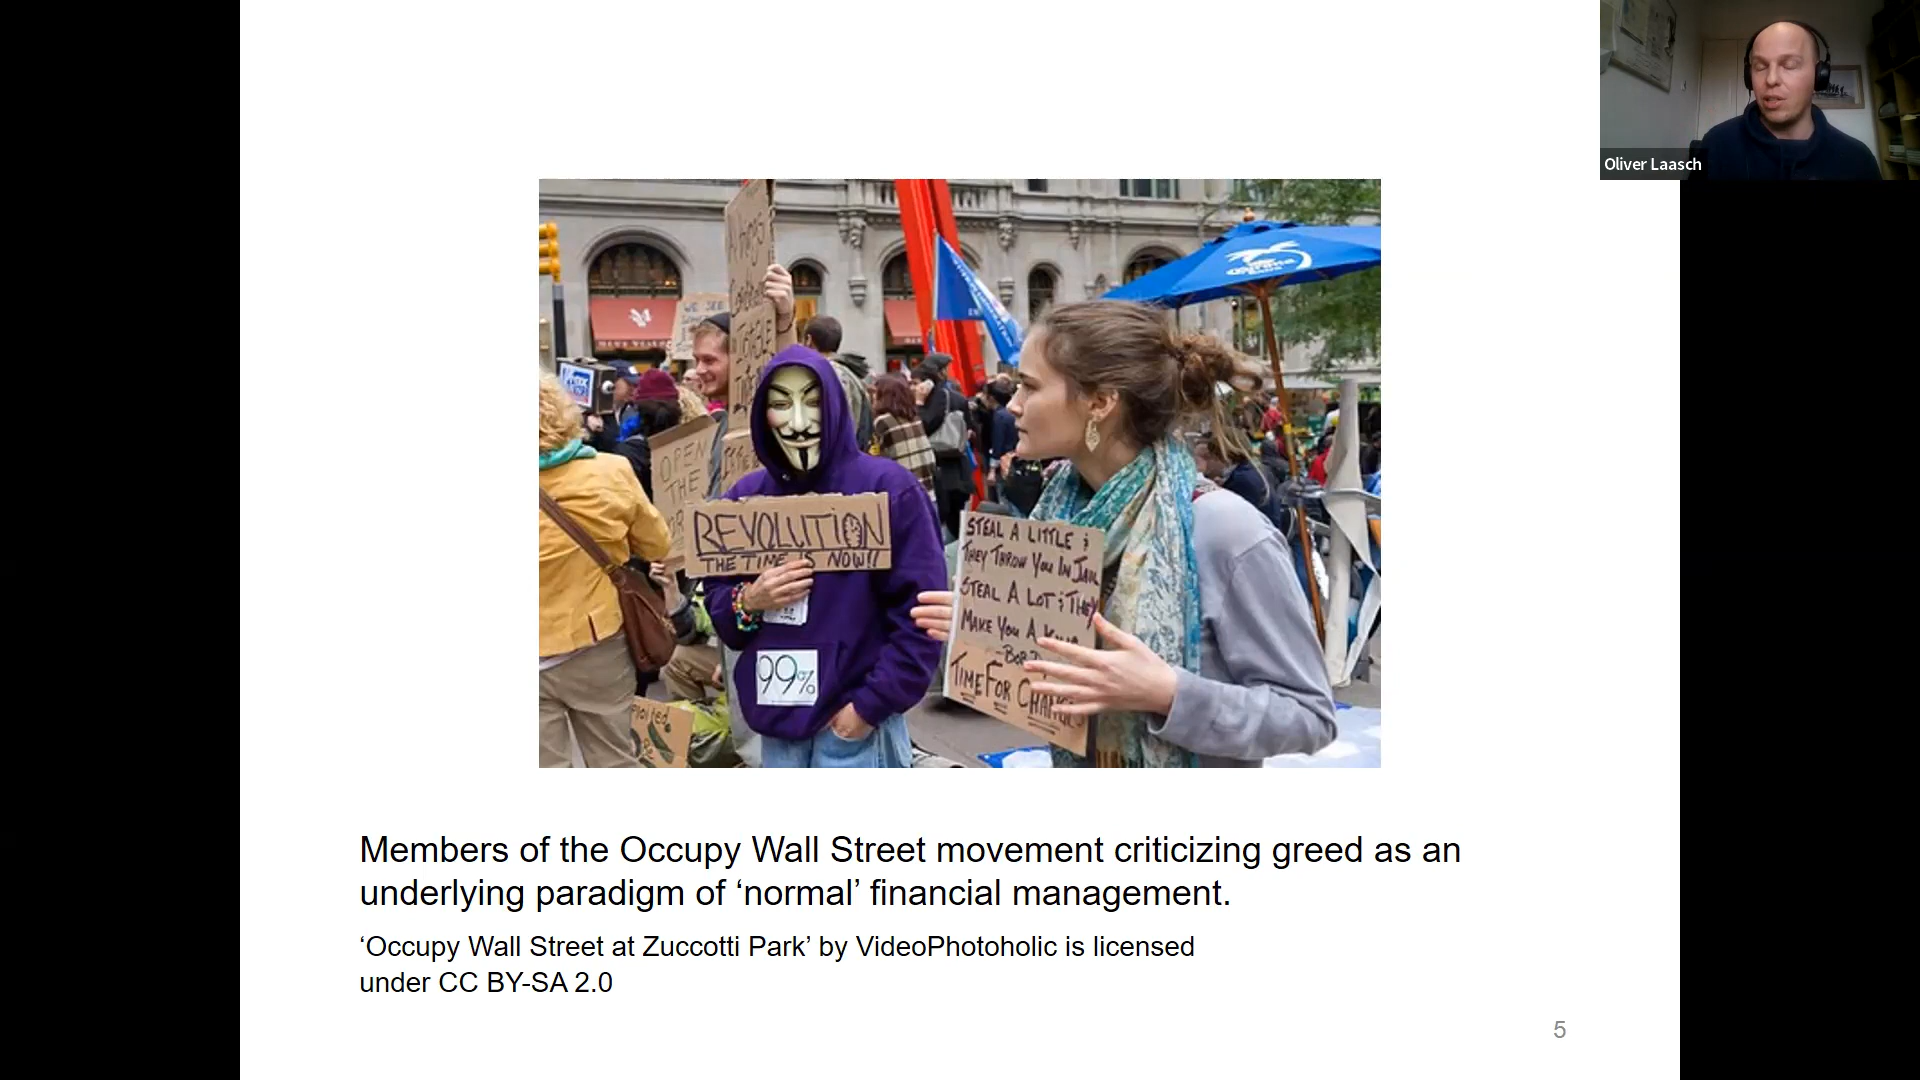 Oliver Laasch
WE SEE
OPEN
THE
REVOLUTION
THE TIME IS NOW!!
99%
STEAL A LITTLE &
THEY THROW YOU IN JAIL
STEAL A LOT & THEY
MAKE YOU A
TIME FOR CHANGE
Members of the Occupy Wall Street movement criticizing greed as an
underlying paradigm of ‘normal’ financial management.
‘Occupy Wall Street at Zuccotti Park’ by VideoPhotoholic is licensed
under CC BY-SA 2.0
5